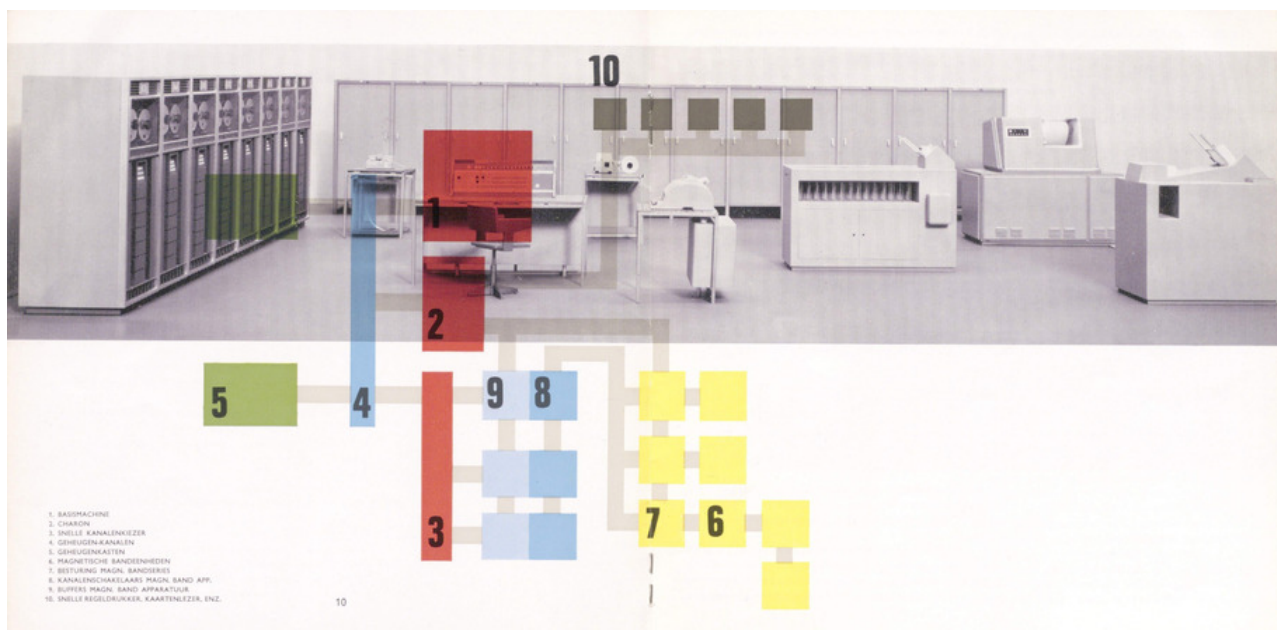 10
1
2
5
4
9
8
3
7
6
1. BASISMACHINE
2. CHARON
3. SNELLE KANALENKIEZER
4. GEHEUGEN-KANALEN
5. GEHEUGENKASTEN
6. MAGNETISCHE BANDEENHEDEN
7. BESTURING MAGN. BANDSERIES
8. KANALENSCHAKELAARS MAGN. BAND APP.
9. BUFFERS MAGN. BAND APPARATUUR
10. SNELLE REGELDRUKKER, KAARTENLEZER, ENZ.
10